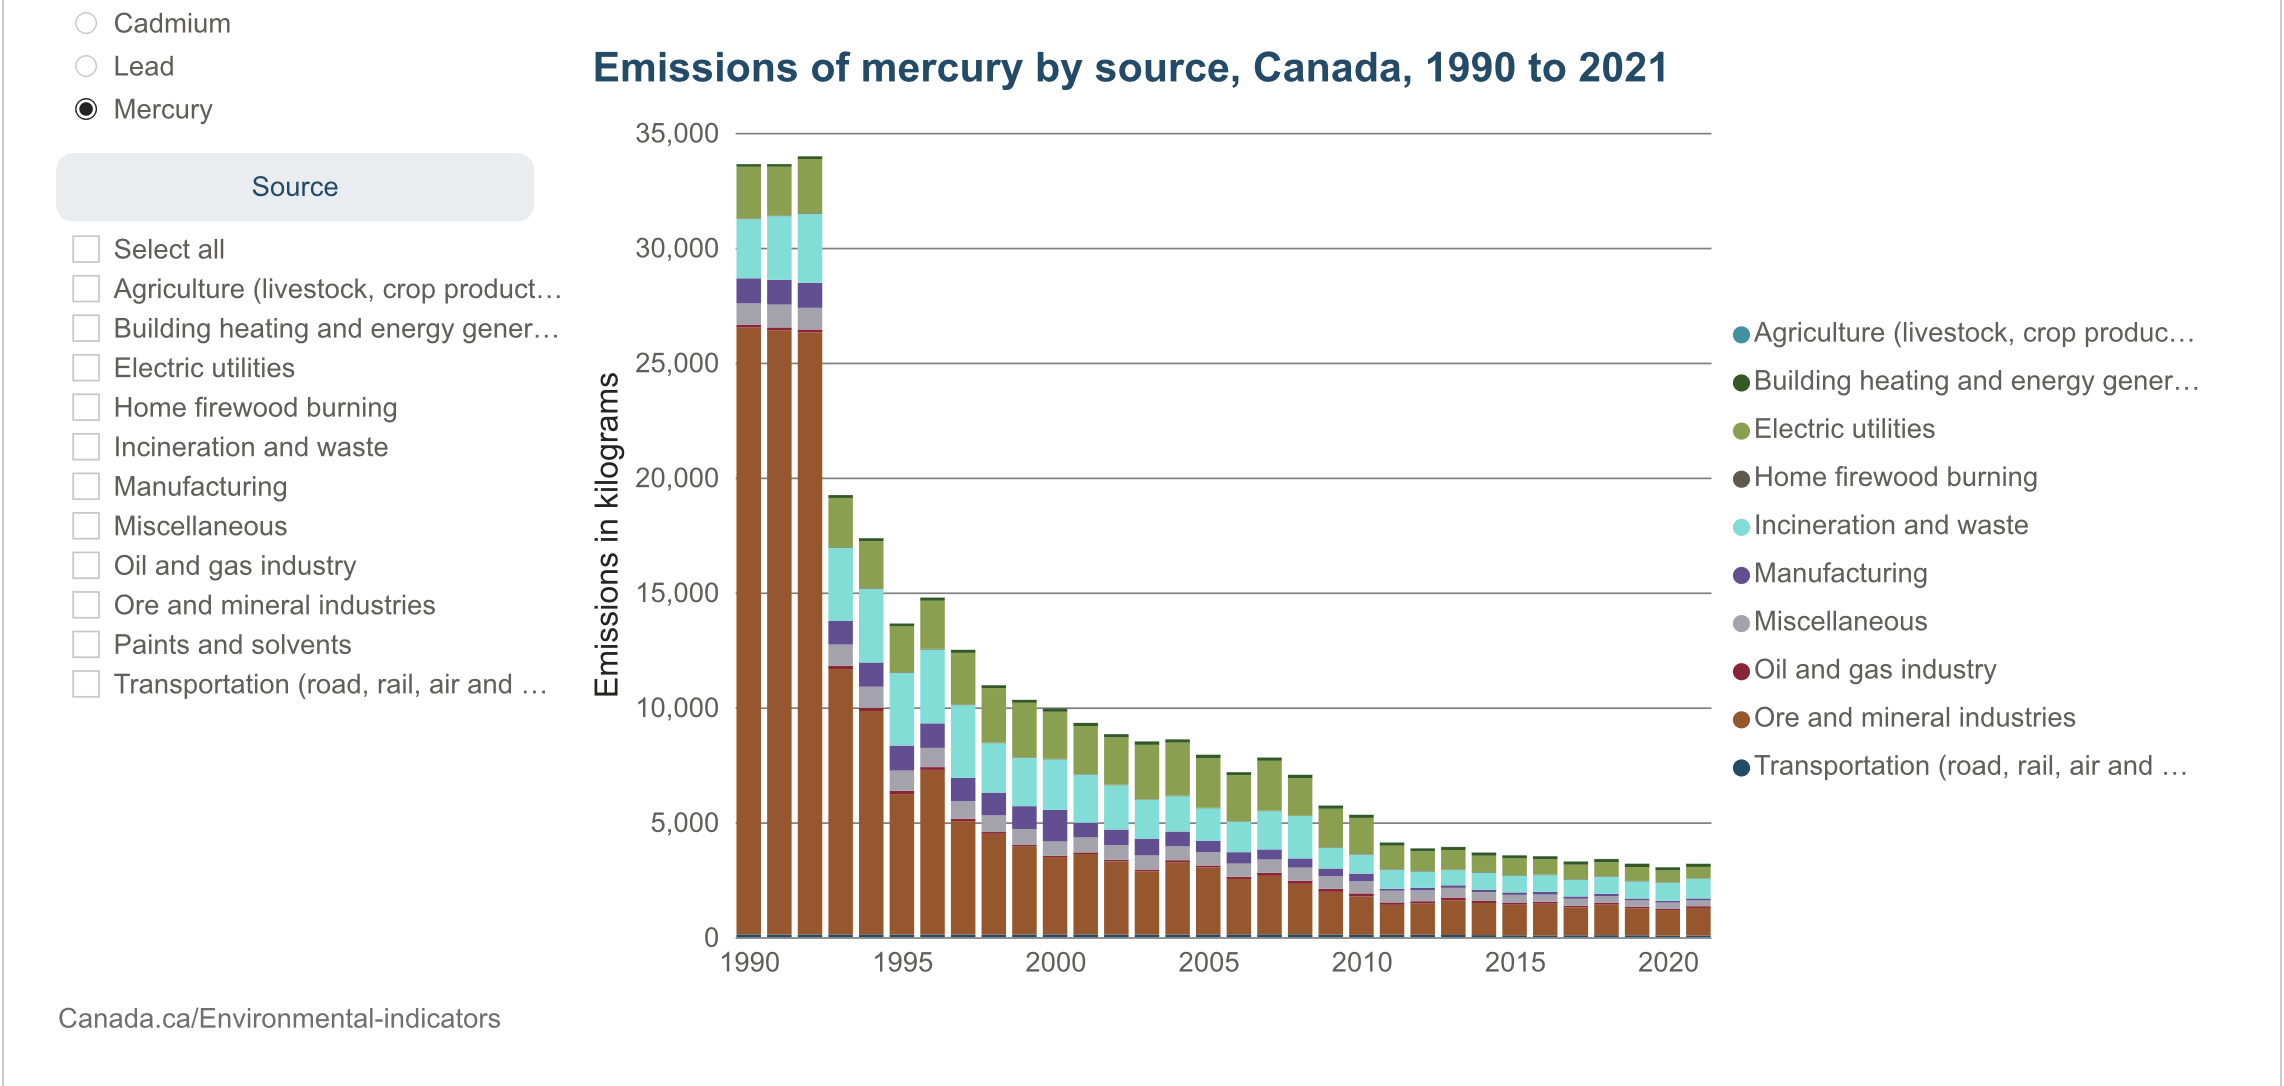 Cadmium
Lead
Mercury
Source
Select all
Agriculture (livestock, crop product…
Building heating and energy gener…
Electric utilities
Home firewood burning
Incineration and waste
Manufacturing
Miscellaneous
Oil and gas industry
Ore and mineral industries
Paints and solvents
Transportation (road, rail, air and …
Canada.ca/Environmental-indicators
Emissions of mercury by source, Canada, 1990 to 2021
Emissions in kilograms
35,000
30,000
25,000
20,000
15,000
10,000
5,000
0
1990 1995 2000 2005 2010 2015 2020
Agriculture (livestock, crop produc…
Building heating and energy gener…
Electric utilities
Home firewood burning
Incineration and waste
Manufacturing
Miscellaneous
Oil and gas industry
Ore and mineral industries
Transportation (road, rail, air and …